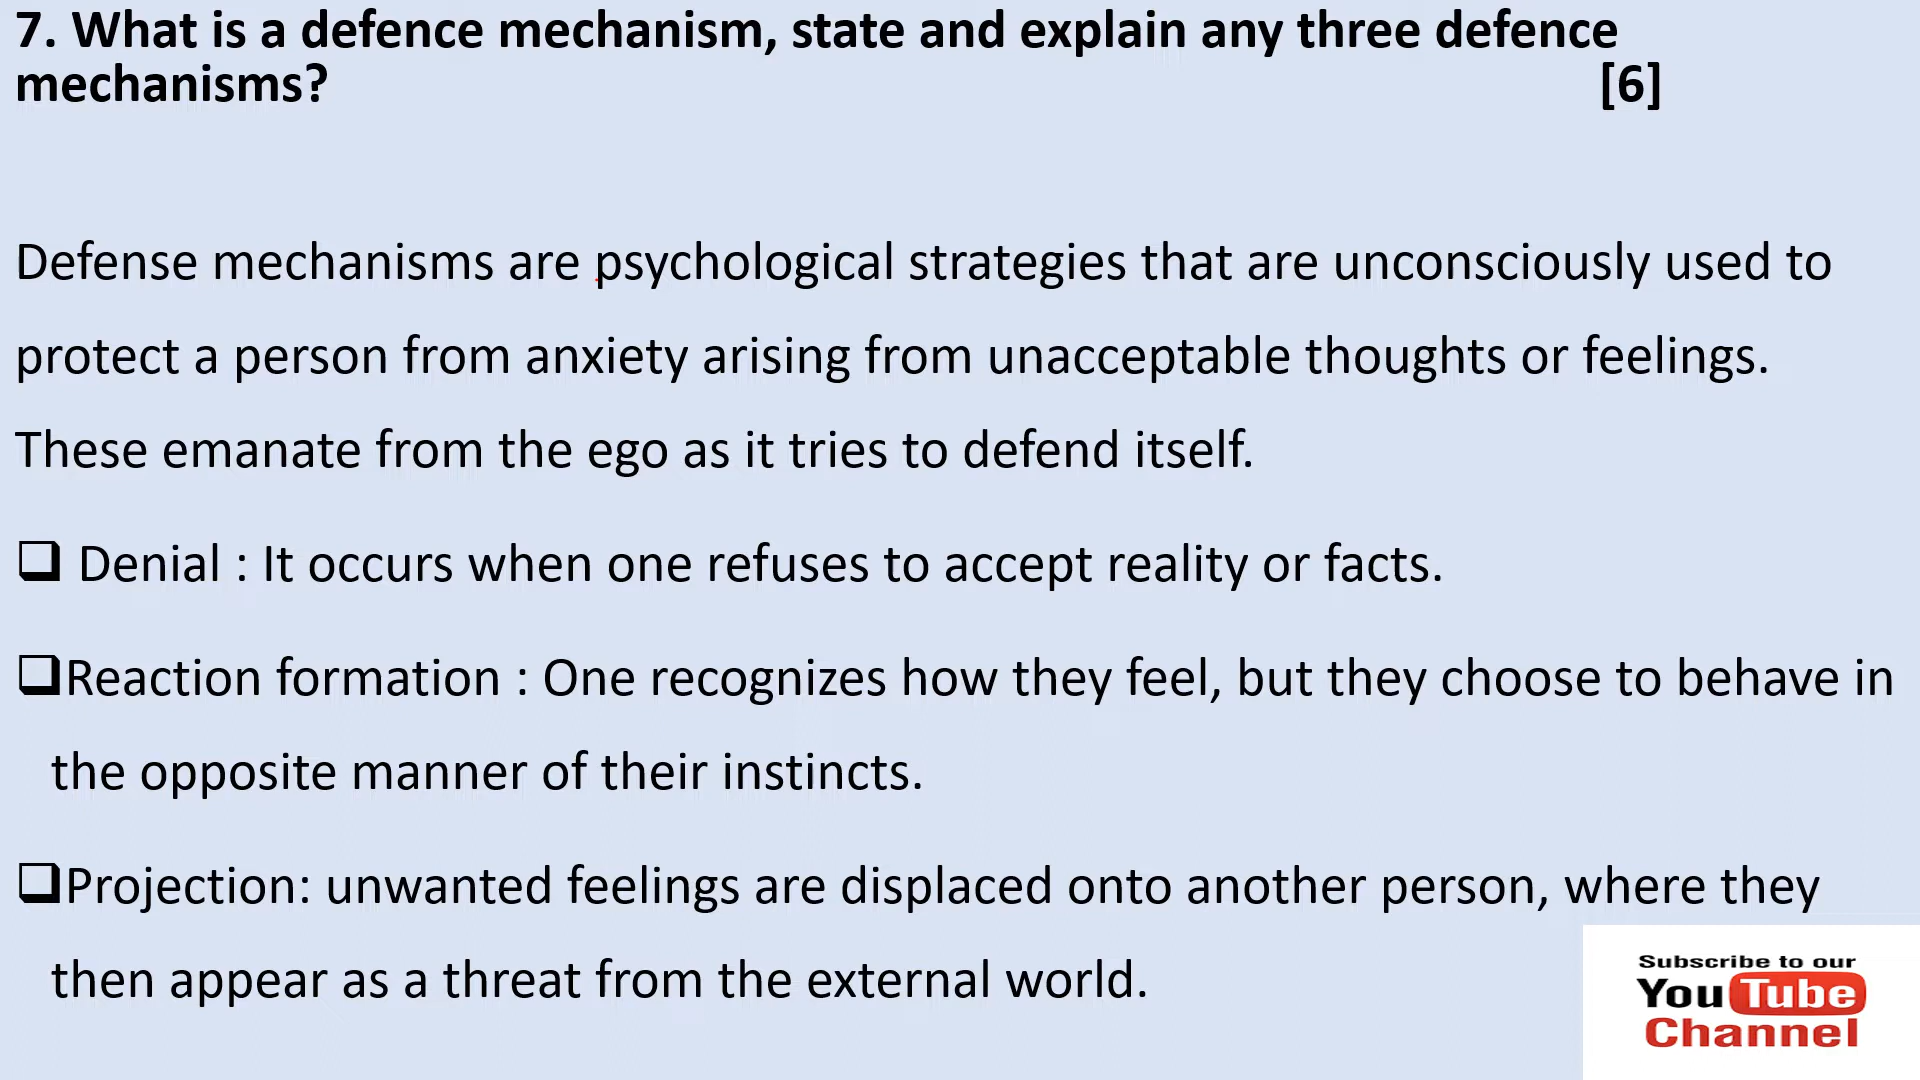 7. What is a defence mechanism, state and explain any three defence
mechanisms? [6]
Defense mechanisms are psychological strategies that are unconsciously used to
protect a person from anxiety arising from unacceptable thoughts or feelings.
These emanate from the ego as it tries to defend itself.
❑ Denial : It occurs when one refuses to accept reality or facts.
❑Reaction formation : One recognizes how they feel, but they choose to behave in
the opposite manner of their instincts.
❑Projection: unwanted feelings are displaced onto another person, where they
then appear as a threat from the external world.
Subscribe to our
YouTube
Channel